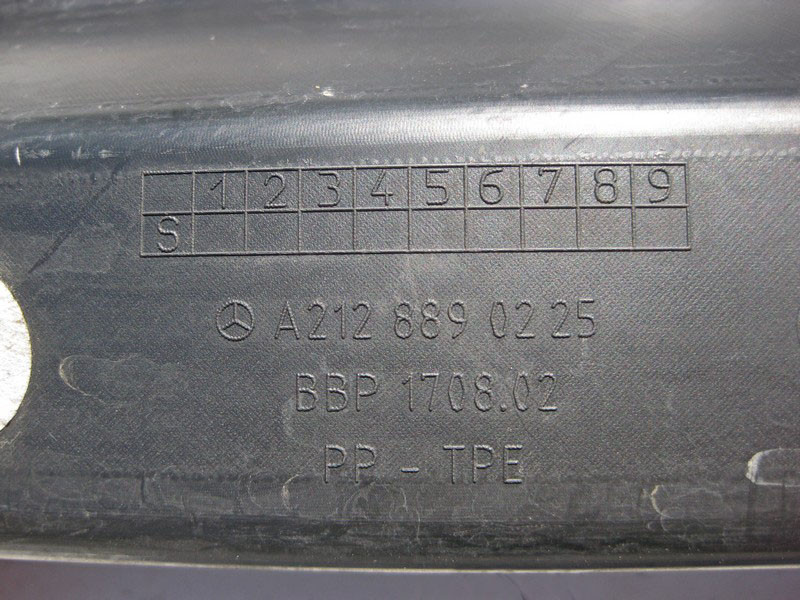 1 2 3 4 5 6 7 8 9
S
A212 889 02 25
BBP 1708.02
PP - TPE